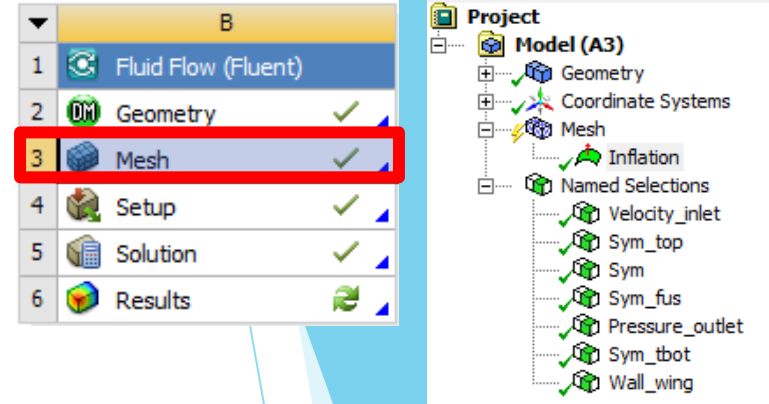 B
1 Fluid Flow (Fluent)
2 DM Geometry
3 Mesh
4 Setup
5 Solution
6 Results
Project
Model (A3)
Geometry
Coordinate Systems
Mesh
Inflation
Named Selections
Velocity_inlet
Sym_top
Sym
Sym_fus
Pressure_outlet
Sym_tbot
Wall_wing